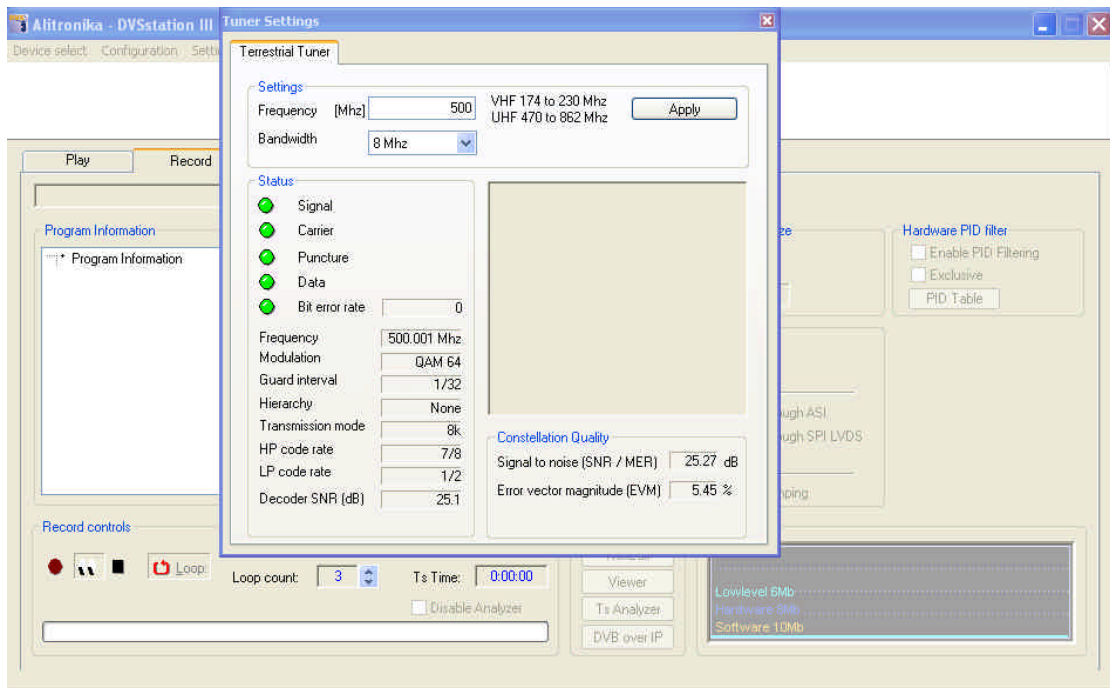 Alitronika - DVSstation III
Tuner Settings
Device select Configuration
Terrestrial Tuner
Settings
Frequency [Mhz] 500
VHF 174 to 230 Mhz
UHF 470 to 862 Mhz
Apply
Bandwidth 8 Mhz
Play Record
Status
Signal
Carrier
Puncture
Data
Bit error rate 0
Frequency 500.001 Mhz
Modulation QAM 64
Guard interval 1/32
Hierarchy None
Transmission mode 8k
HP code rate 7/8
LP code rate 1/2
Decoder SNR (dB) 25.1
Constellation Quality
Signal to noise (SNR / MER) 25.27 dB
Error vector magnitude (EVM) 5.45 %
Program Information
* Program Information
Hardware PID filter
Enable PID Filtering
Exclusive
PID Table
ugh ASI
ugh SPI LVDS
ping
Record controls
Loop
Loop count: 3
Ts Time: 0:00:00
Disable Analyzer
Viewer
Ts Analyzer
DVB over IP
Lowlevel 6Mb
Hardware 8Mb
Software 10Mb